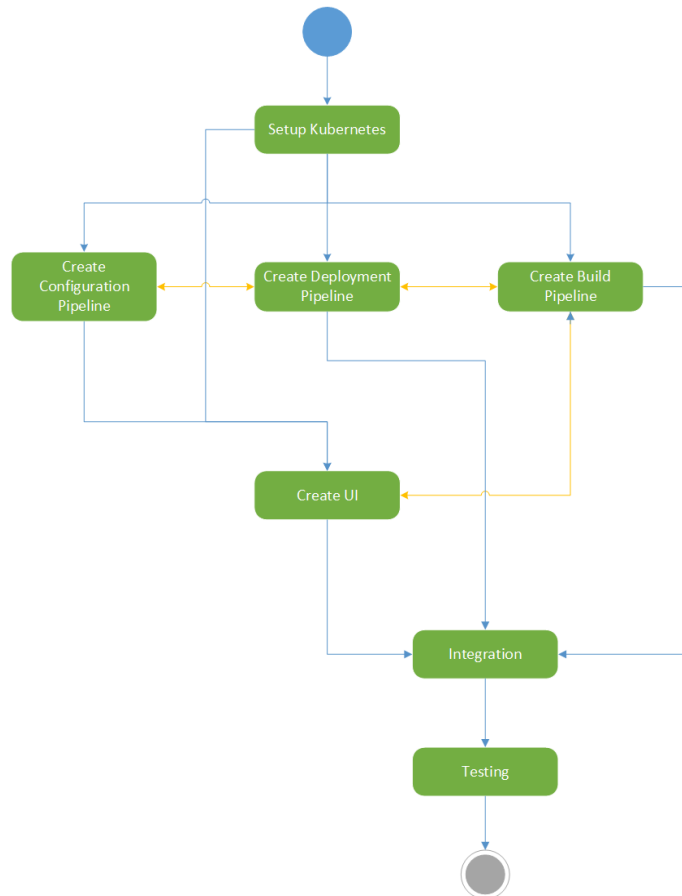 Setup Kubernetes
Create
Configuration
Pipeline
Create Deployment
Pipeline
Create Build
Pipeline
Create UI
Integration
Testing